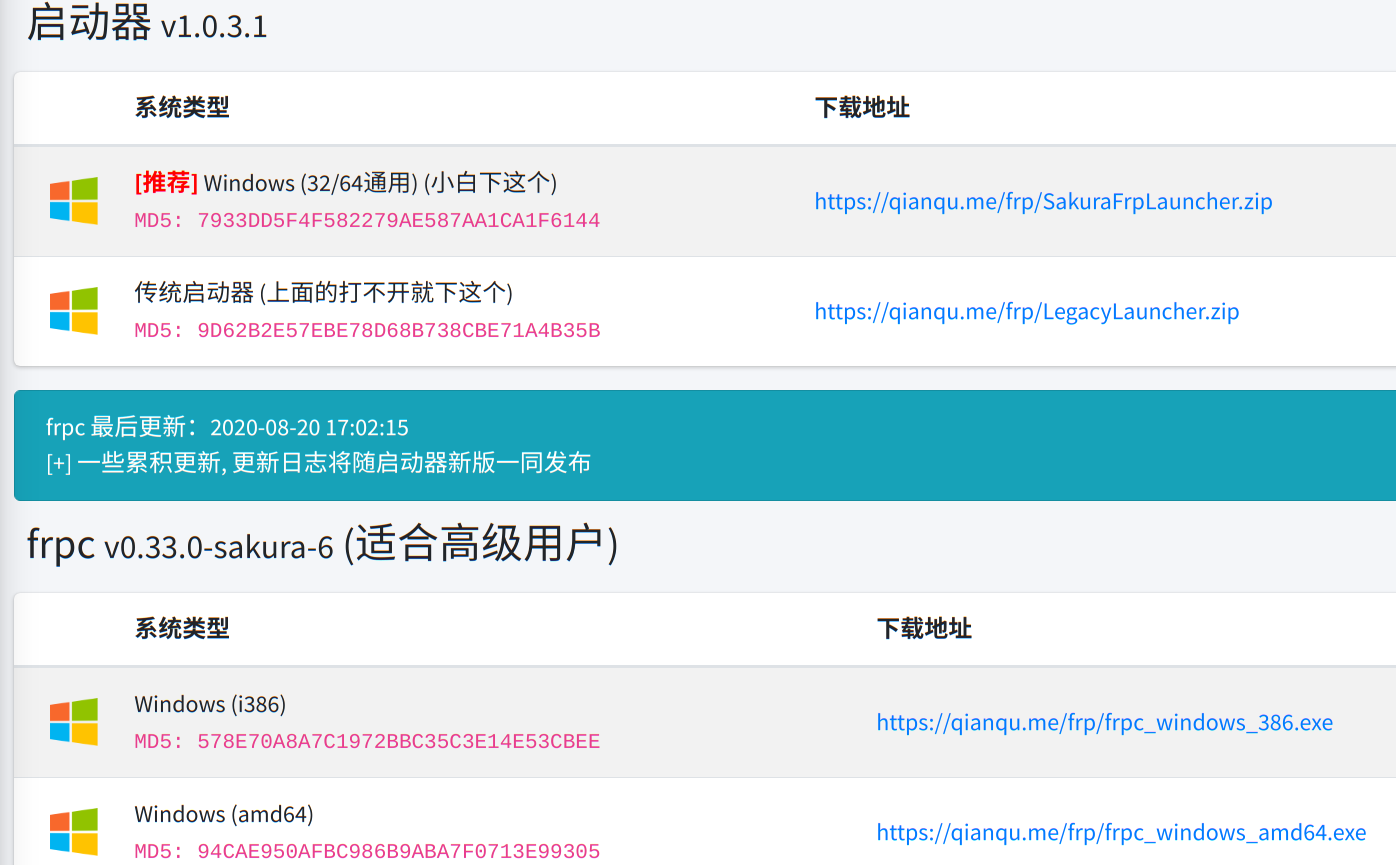 启动器 v1.0.3.1
系统类型 下载地址
[推荐] Windows (32/64通用) (小白下这个)
MD5: 7933DD5F4F582279AE587AA1CA1F6144
https://qianqu.me/frp/SakuraFrpLauncher.zip
传统启动器 (上面的打不开就下这个)
MD5: 9D62B2E57EBE78D68B738CBE71A4B35B
https://qianqu.me/frp/LegacyLauncher.zip
frpc 最后更新：2020-08-20 17:02:15
[+] 一些累积更新, 更新日志将随启动器新版一同发布
frpc v0.33.0-sakura-6 (适合高级用户)
系统类型 下载地址
Windows (i386)
MD5: 578E70A8A7C1972BBC35C3E14E53CBEE
https://qianqu.me/frp/frpc_windows_386.exe
Windows (amd64)
MD5: 94CAE950AFBC986B9ABA7F0713E99305
https://qianqu.me/frp/frpc_windows_amd64.exe